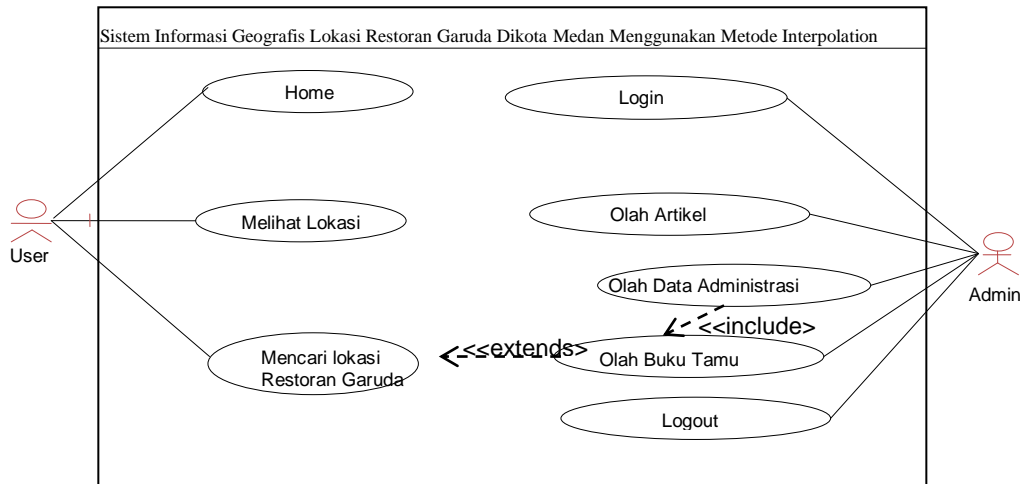 Sistem Informasi Geografis Lokasi Restoran Garuda Dikota Medan Menggunakan Metode Interpolation
Home
Login
Melihat Lokasi
Olah Artikel
User
Olah Data Administrasi
Admin
<<include>
<<extends>
Mencari lokasi
Restoran Garuda
Olah Buku Tamu
Logout